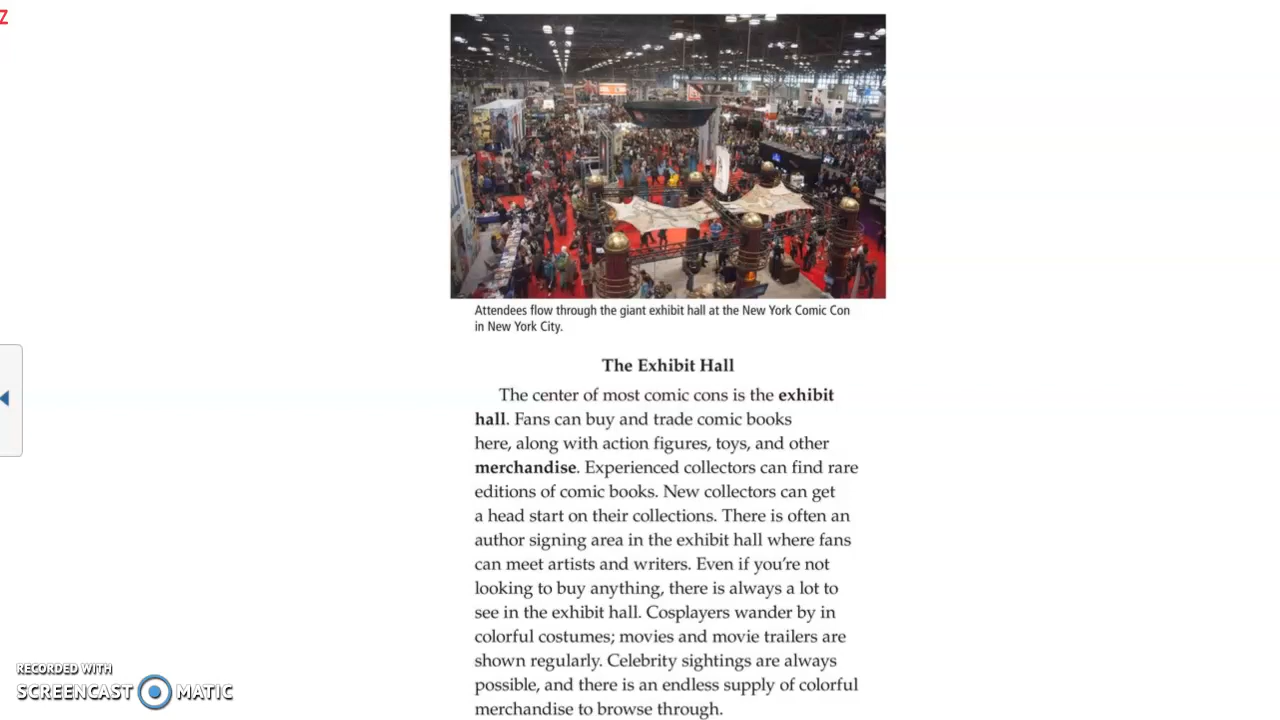 Z
Attendees flow through the giant exhibit hall at the New York Comic Con
in New York City.
The Exhibit Hall
The center of most comic cons is the exhibit
hall. Fans can buy and trade comic books
here, along with action figures, toys, and other
merchandise. Experienced collectors can find rare
editions of comic books. New collectors can get
a head start on their collections. There is often an
author signing area in the exhibit hall where fans
can meet artists and writers. Even if you're not
looking to buy anything, there is always a lot to
see in the exhibit hall. Cosplayers wander by in
colorful costumes; movies and movie trailers are
shown regularly. Celebrity sightings are always
possible, and there is an endless supply of colorful
merchandise to browse through.
RECORDED WITH
SCREENCAST MATIC